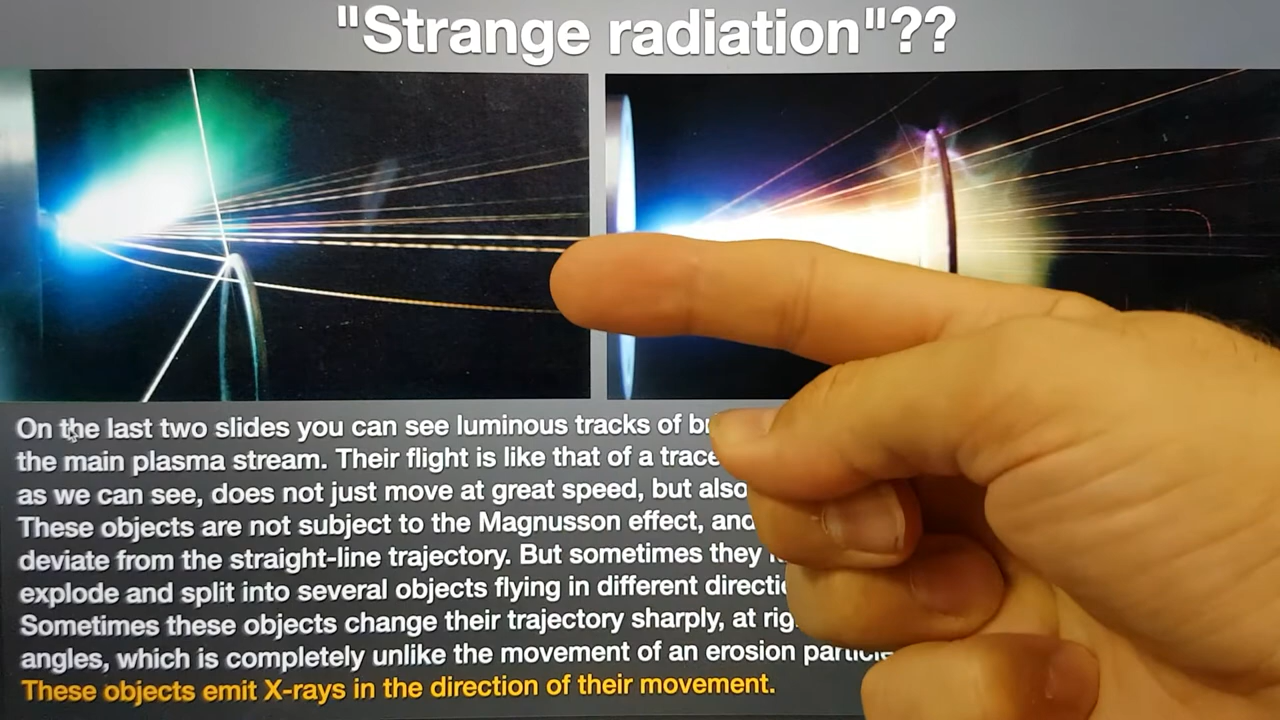 "Strange radiation"??
On the last two slides you can see luminous tracks of
the main plasma stream. Their flight is like that of a
as we can see, does not just move at great speed, but also
These objects are not subject to the Magnusson effect, and
deviate from the straight-line trajectory. But sometimes they
explode and split into several objects flying in different
Sometimes these objects change their trajectory sharply, at
angles, which is completely unlike the movement of an erosion
These objects emit X-rays in the direction of their movement.